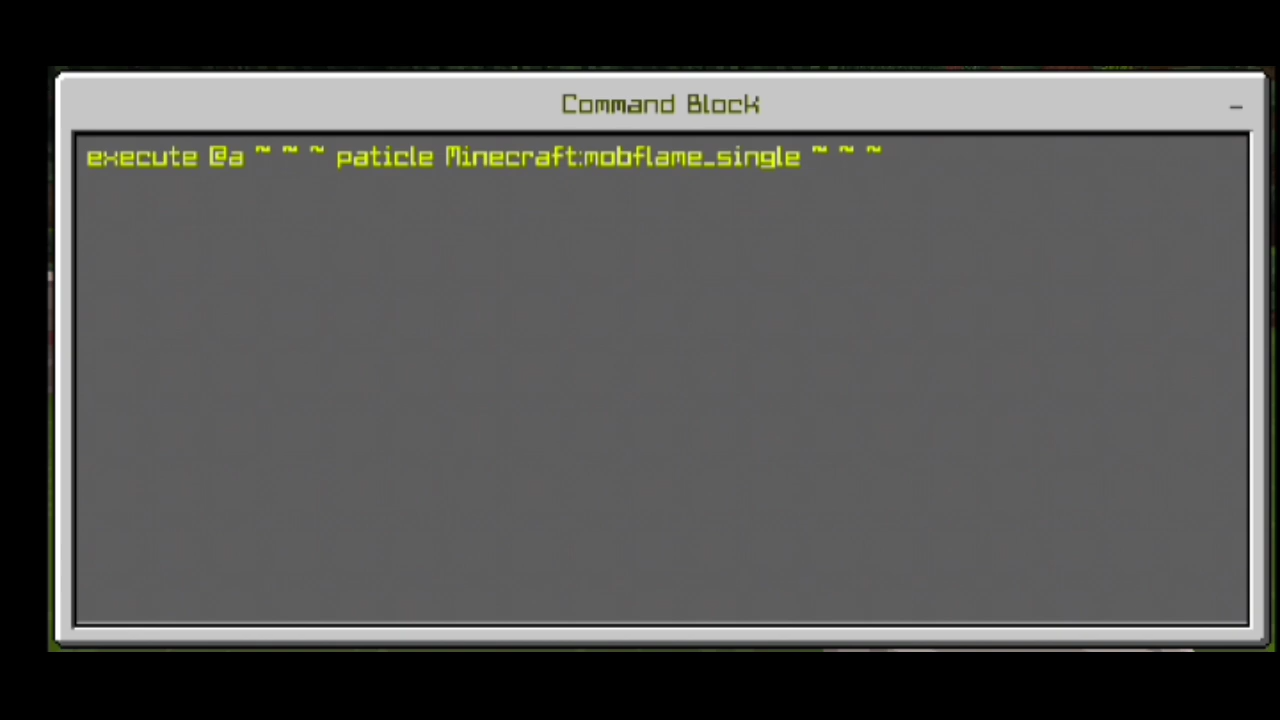 Command Block
execute @a ~ ~ ~ paticle Minecraft:mobflame_single ~ ~ ~